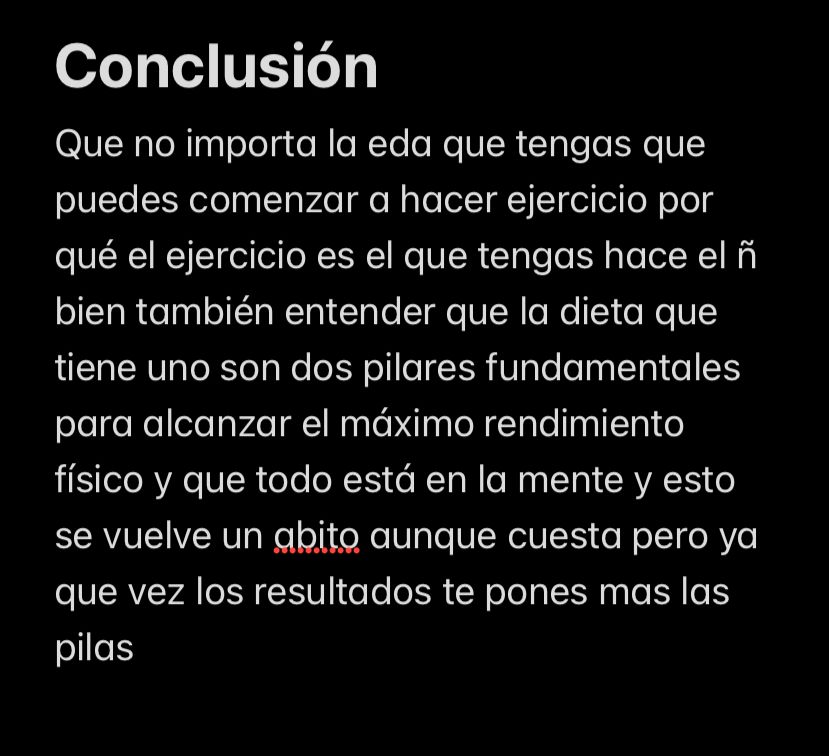 Conclusión
Que no importa la eda que tengas que
puedes comenzar a hacer ejercicio por
qué el ejercicio es el que tengas hace el ñ
bien también entender que la dieta que
tiene uno son dos pilares fundamentales
para alcanzar el máximo rendimiento
físico y que todo está en la mente y esto
se vuelve un abito aunque cuesta pero ya
que vez los resultados te pones mas las
pilas